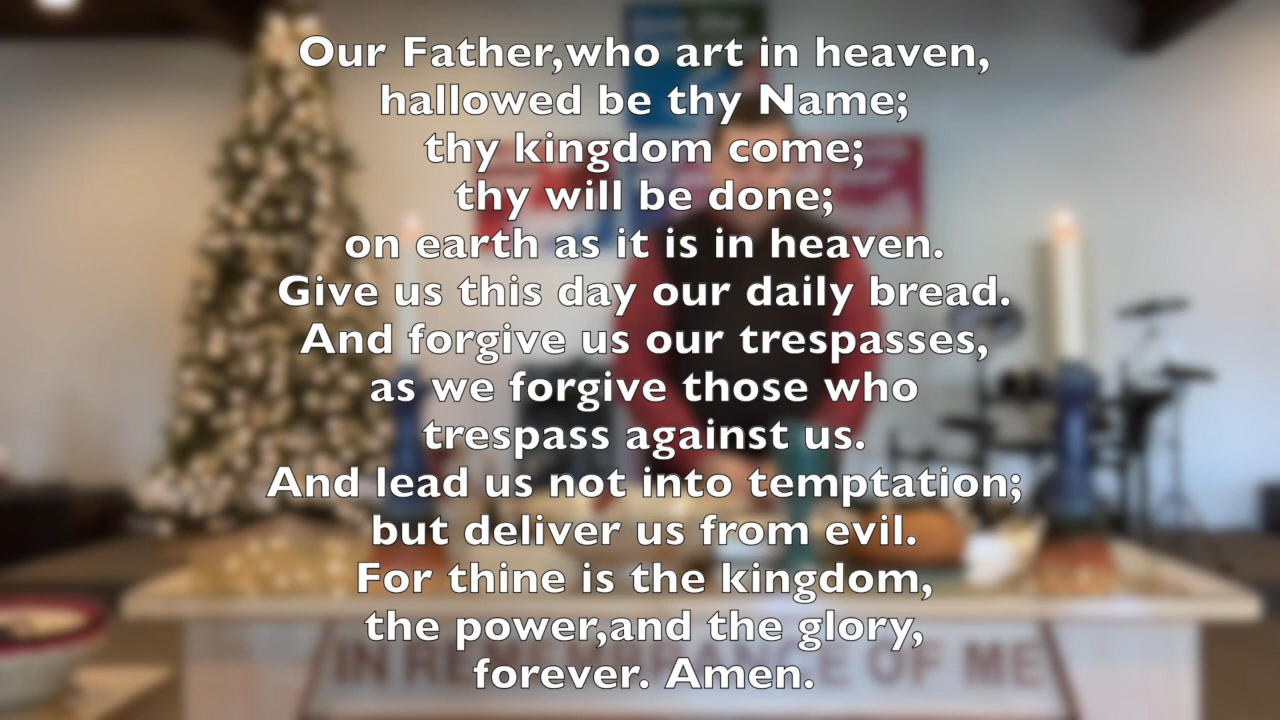 Our Father,who art in heaven,
hallowed be thy Name;
thy kingdom come;
thy will be done;
on earth as it is in heaven.
Give us this day our daily bread.
And forgive us our trespasses,
as we forgive those who
trespass against us.
And lead us not into temptation;
but deliver us from evil.
For thine is the kingdom,
the power,and the glory,
forever. Amen.
IN REMEMBRANCE OF ME